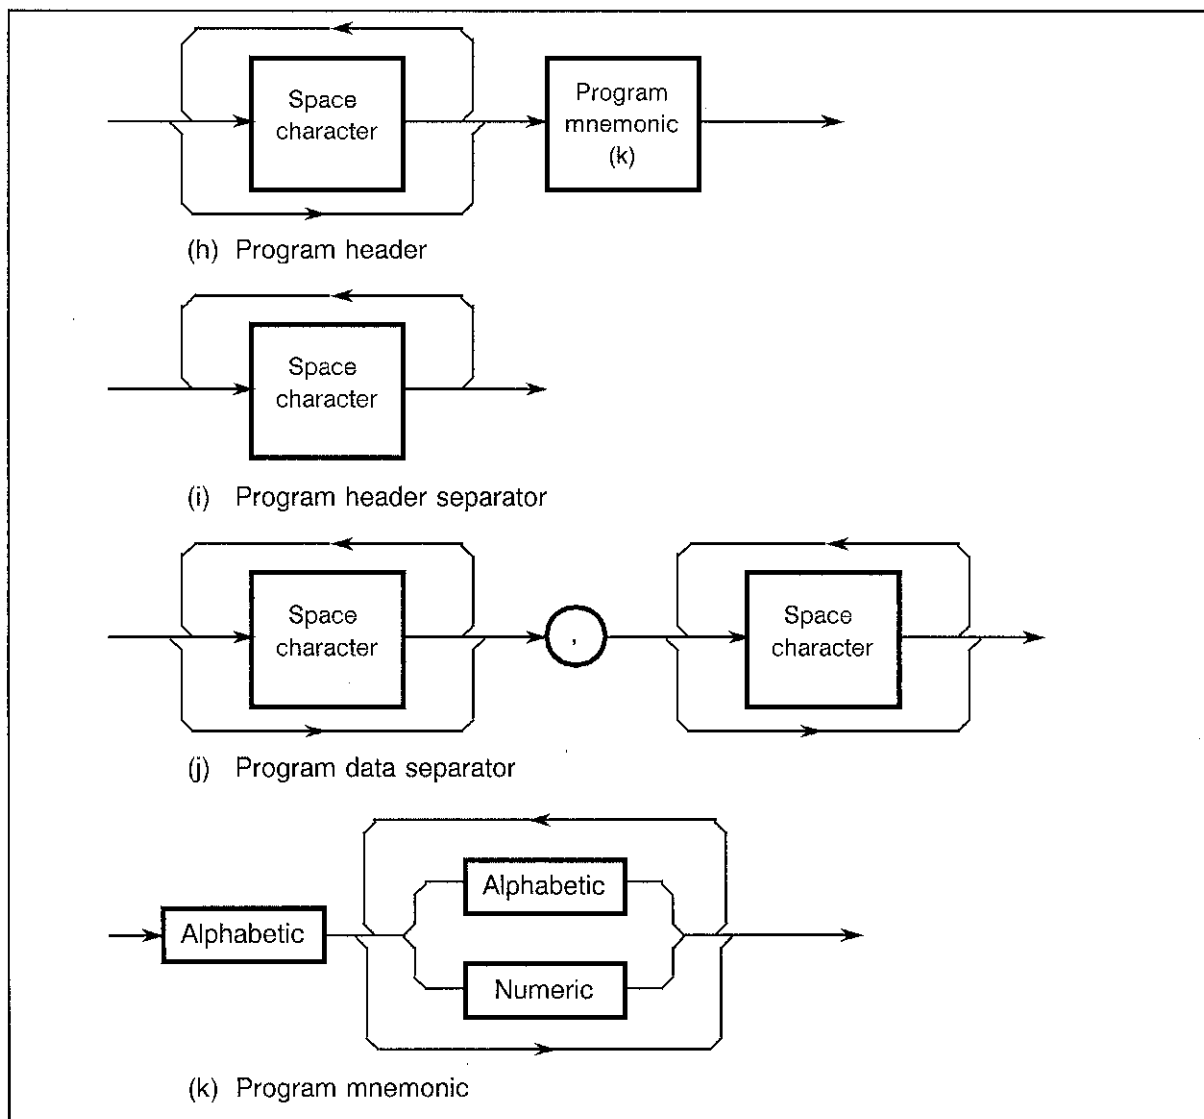 Space
character
Program
mnemonic
(k)
(h) Program header
Space
character
(i) Program header separator
Space
character
,
Space
character
(j) Program data separator
Alphabetic
Alphabetic
Numeric
(k) Program mnemonic